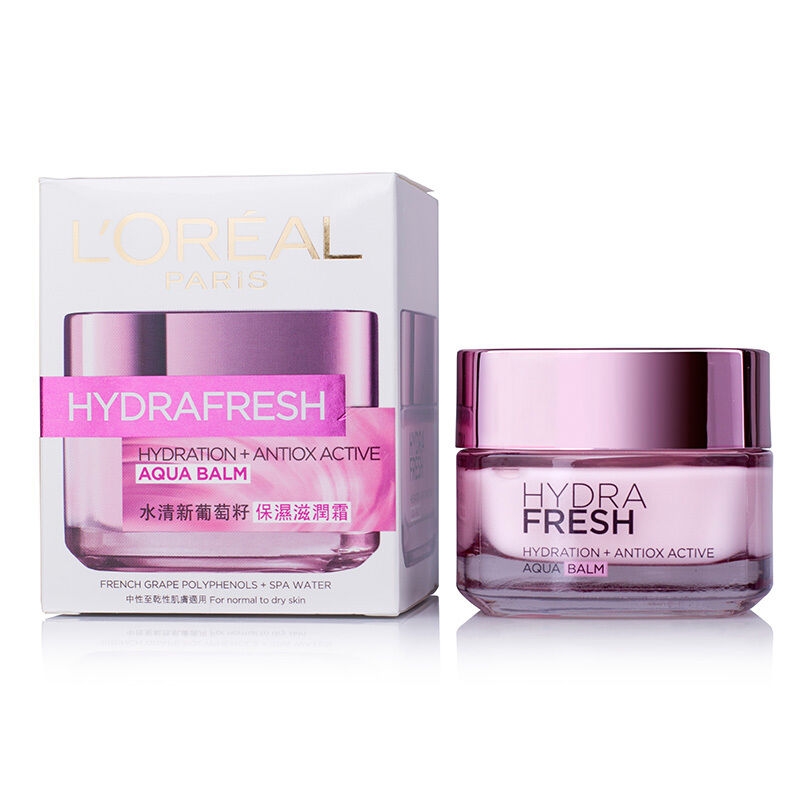 L'ORÉAL
PARIS
HYDRAFRESH
HYDRATION + ANTIOX ACTIVE
AQUA BALM
水清新葡萄籽 保濕滋潤霜
FRENCH GRAPE POLYPHENOLS + SPA WATER
中性至乾性肌膚適用 For normal to dry skin
HYDRA
FRESH
HYDRATION + ANTIOX ACTIVE
AQUA BALM